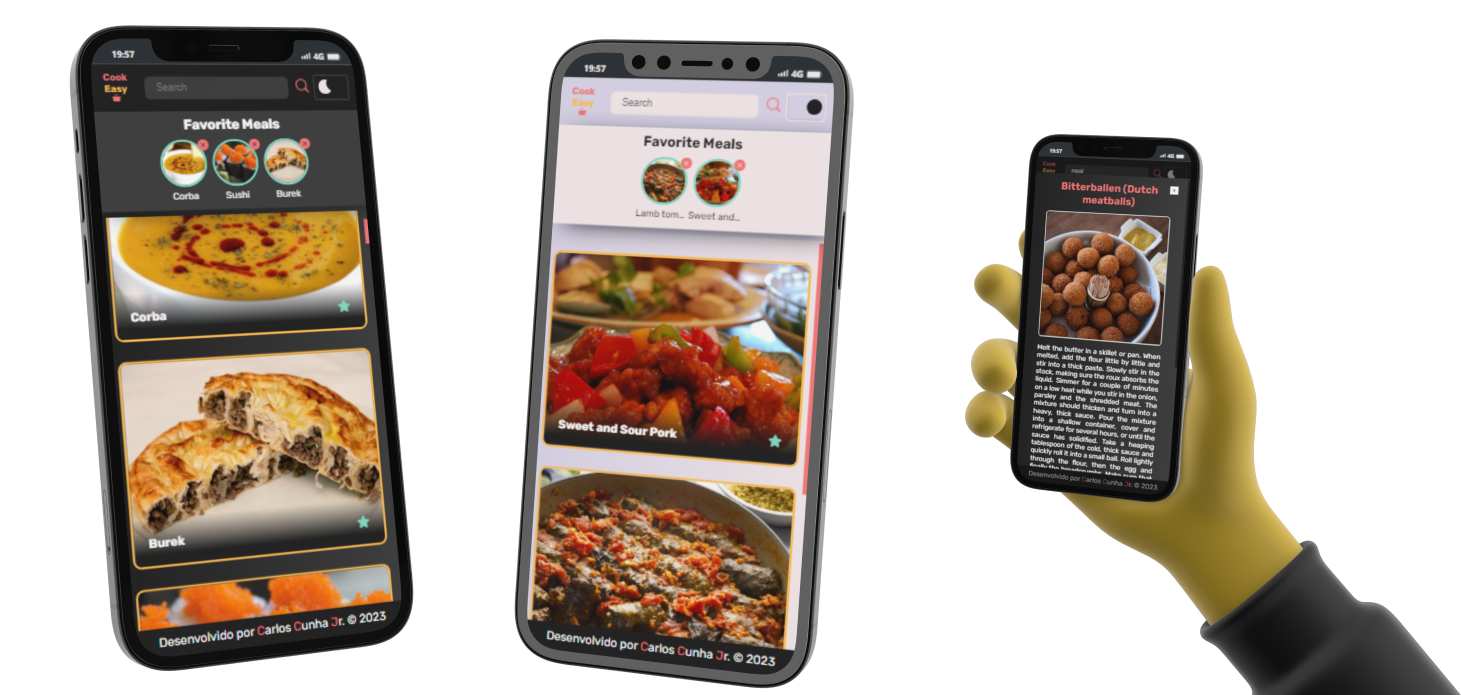 19:57
4G
Cook
Easy
Search
Favorite Meals
Corba
Sushi
Burek
Corba
Burek
Desenvolvido por Carlos Cunha Jr. © 2023
19:57
4G
Cook
Easy
Search
Favorite Meals
Lamb tom...
Sweet and...
Sweet and Sour Pork
Desenvolvido por Carlos Cunha Jr. © 2023
19:57
4G
Cook
Easy
meat
Bitterballen (Dutch
meatballs)
Melt the butter in a skillet or pan. When
melted, add the flour little by little and
stir into a thick paste. Slowly stir in the
stock, making sure the roux absorbs the
liquid. Simmer for a couple of minutes
on a low heat while you stir in the onion,
parsley and the shredded meat. The
mixture should thicken and turn into a
heavy, thick sauce. Pour the mixture
into a shallow container, cover and
refrigerate for several hours, or until the
sauce has solidified. Take a heaping
tablespoon of the cold, thick sauce and
quickly roll it into a small ball. Roll lightly
through the flour, then the egg and
finally the breadcrumbs. Make sure that
Desenvolvido por Carlos Cunha Jr. © 2023